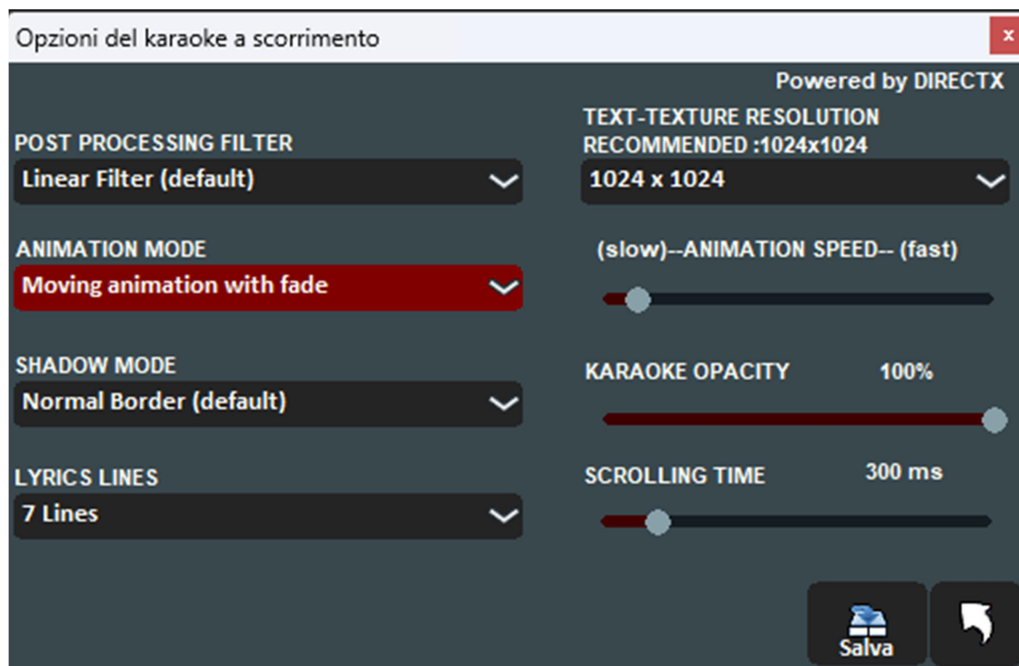 Opzioni del karaoke a scorrimento
x
Powered by DIRECTX
POST PROCESSING FILTER
Linear Filter (default)
TEXT-TEXTURE RESOLUTION
RECOMMENDED :1024x1024
1024 x 1024
ANIMATION MODE
Moving animation with fade
(slow)--ANIMATION SPEED-- (fast)
SHADOW MODE
Normal Border (default)
KARAOKE OPACITY 100%
LYRICS LINES
7 Lines
SCROLLING TIME 300 ms
Salva